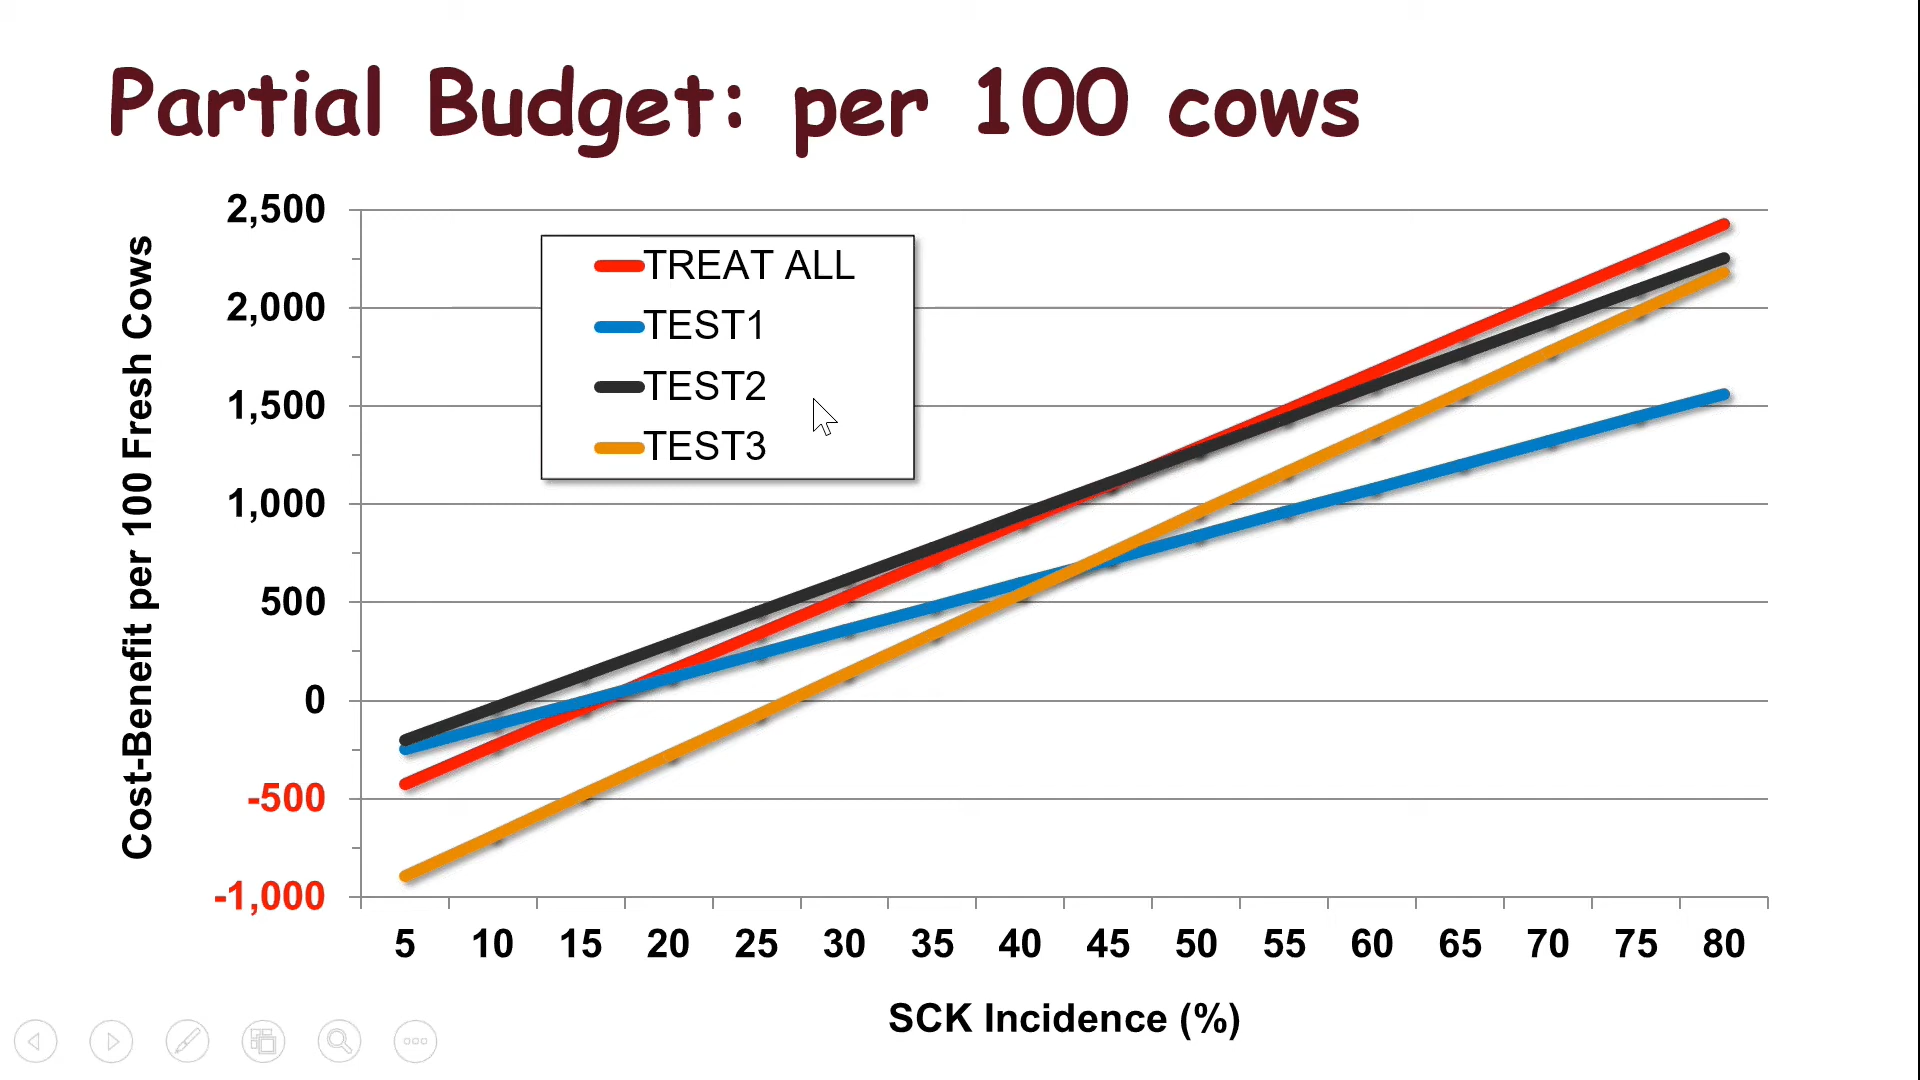 Partial Budget: per 100 cows
Cost-Benefit per 100 Fresh Cows
2,500
2,000
1,500
1,000
500
0
-500
-1,000
TREAT ALL
TEST1
TEST2
TEST3
5 10 15 20 25 30 35 40 45 50 55 60 65 70 75 80
SCK Incidence (%)